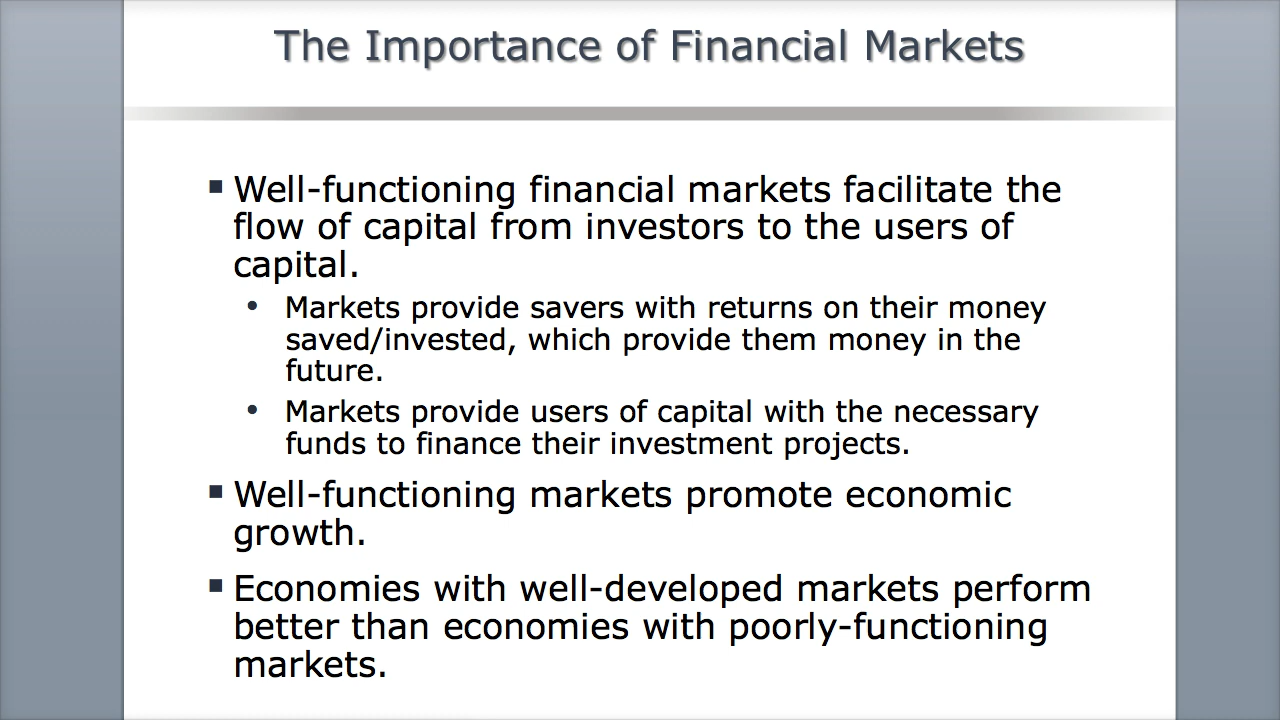 The Importance of Financial Markets
▪ Well-functioning financial markets facilitate the
flow of capital from investors to the users of
capital.
• Markets provide savers with returns on their money
saved/invested, which provide them money in the
future.
• Markets provide users of capital with the necessary
funds to finance their investment projects.
▪ Well-functioning markets promote economic
growth.
▪ Economies with well-developed markets perform
better than economies with poorly-functioning
markets.